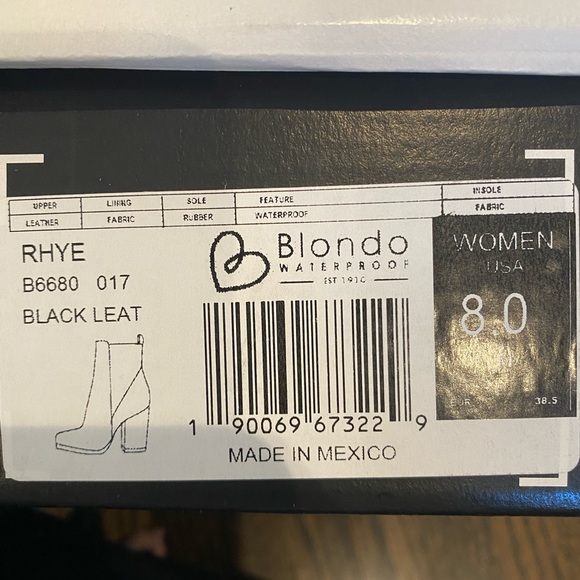 UPPER LINING SOLE FEATURE INSOLE
LEATHER FABRIC RUBBER WATERPROOF FABRIC
RHYE
B6680 017
BLACK LEAT
Blondo
WATERPROOF
EST 1910
WOMEN
USA
8 0
EUR 38.5
1 90069 67322 9
MADE IN MEXICO